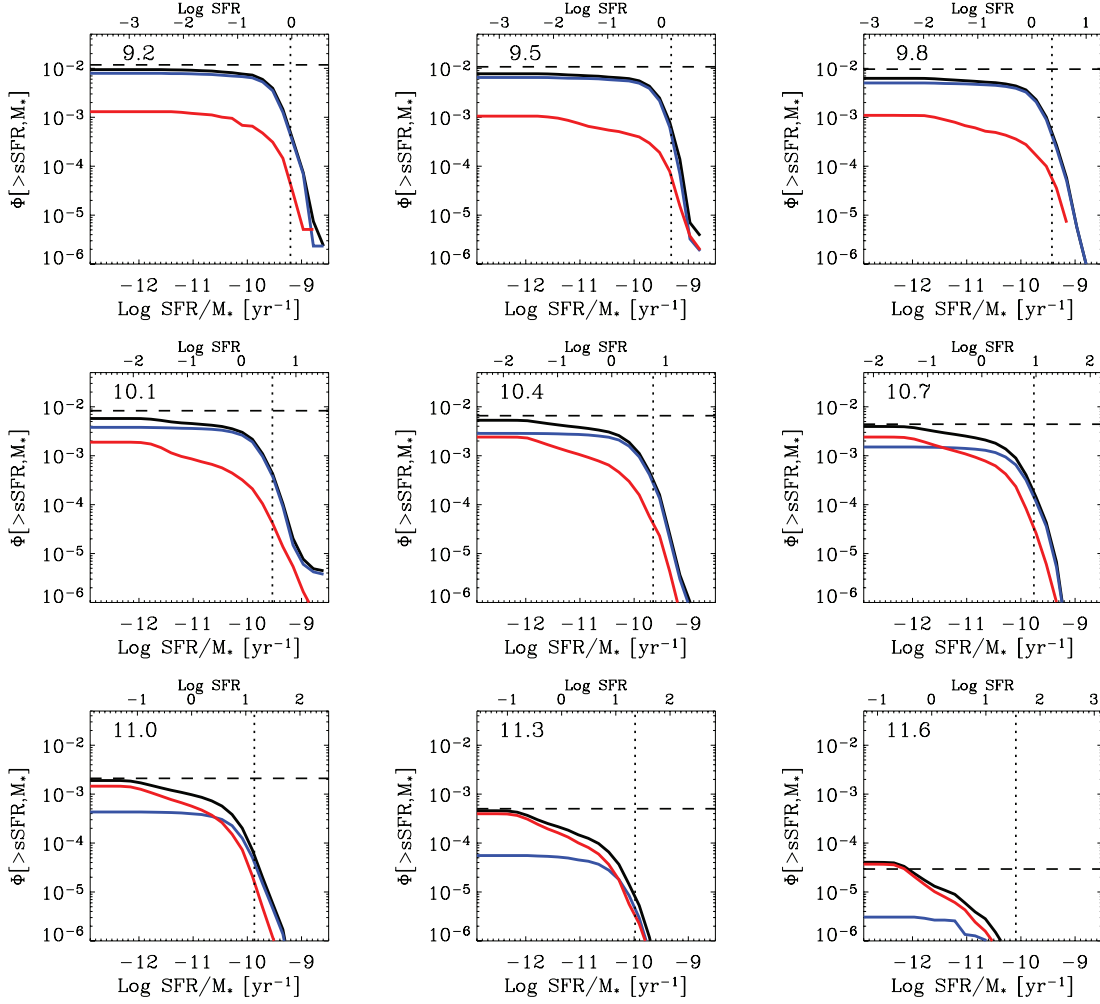 Log SFR Log SFR Log SFR
-3 -2 -1 0 -3 -2 -1 0 -3 -2 -1 0 1
9.2 9.5 9.8
10⁻² 10⁻² 10⁻²
10⁻³ 10⁻³ 10⁻³
10⁻⁴ 10⁻⁴ 10⁻⁴
10⁻⁵ 10⁻⁵ 10⁻⁵
10⁻⁶ 10⁻⁶ 10⁻⁶
Φ[>sSFR,M*] Φ[>sSFR,M*] Φ[>sSFR,M*]
-12 -11 -10 -9 -12 -11 -10 -9 -12 -11 -10 -9
Log SFR/M* [yr⁻¹] Log SFR/M* [yr⁻¹] Log SFR/M* [yr⁻¹]
Log SFR Log SFR Log SFR
-2 -1 0 1 -2 -1 0 1 -2 -1 0 1 2
10.1 10.4 10.7
10⁻² 10⁻² 10⁻²
10⁻³ 10⁻³ 10⁻³
10⁻⁴ 10⁻⁴ 10⁻⁴
10⁻⁵ 10⁻⁵ 10⁻⁵
10⁻⁶ 10⁻⁶ 10⁻⁶
Φ[>sSFR,M*] Φ[>sSFR,M*] Φ[>sSFR,M*]
-12 -11 -10 -9 -12 -11 -10 -9 -12 -11 -10 -9
Log SFR/M* [yr⁻¹] Log SFR/M* [yr⁻¹] Log SFR/M* [yr⁻¹]
Log SFR Log SFR Log SFR
-1 0 1 2 -1 0 1 2 -1 0 1 2 3
11.0 11.3 11.6
10⁻² 10⁻² 10⁻²
10⁻³ 10⁻³ 10⁻³
10⁻⁴ 10⁻⁴ 10⁻⁴
10⁻⁵ 10⁻⁵ 10⁻⁵
10⁻⁶ 10⁻⁶ 10⁻⁶
Φ[>sSFR,M*] Φ[>sSFR,M*] Φ[>sSFR,M*]
-12 -11 -10 -9 -12 -11 -10 -9 -12 -11 -10 -9
Log SFR/M* [yr⁻¹] Log SFR/M* [yr⁻¹] Log SFR/M* [yr⁻¹]